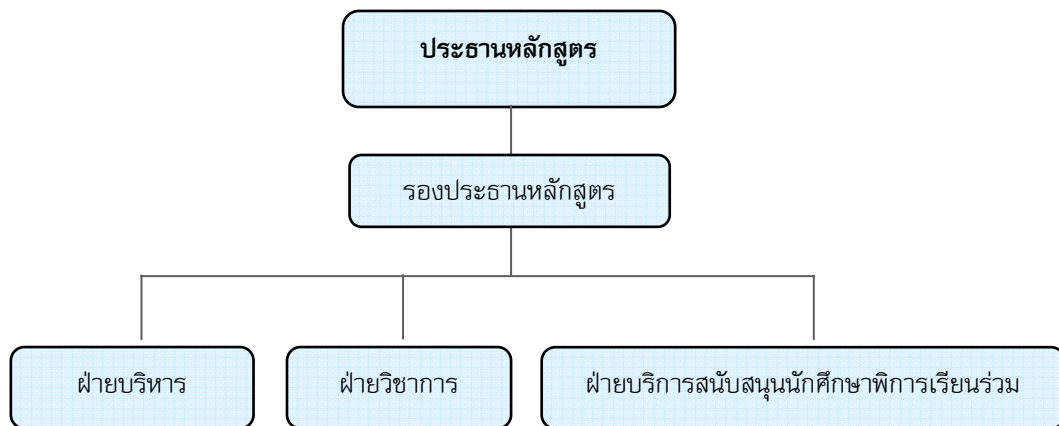 ประธานหลักสูตร
รองประธานหลักสูตร
ฝ่ายบริหาร
ฝ่ายวิชาการ
ฝ่ายบริการสนับสนุนนักศึกษาพิการเรียนร่วม